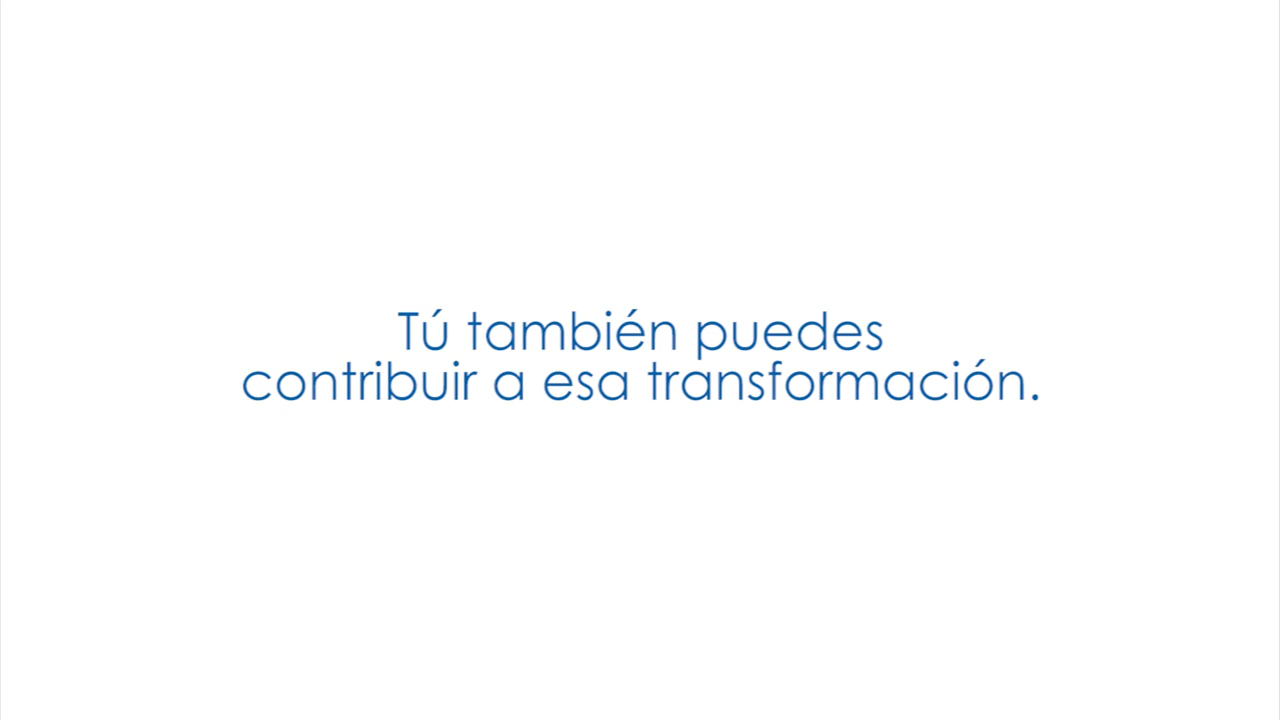 Tú también puedes
contribuir a esa transformación.